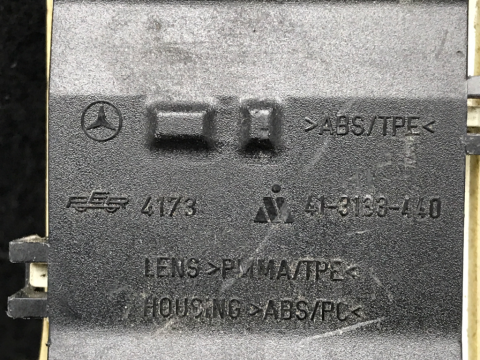 >ABS/TPE<
4173
41-3133-440
LENS >PMMA/TPE<
HOUSING >ABS/PC<